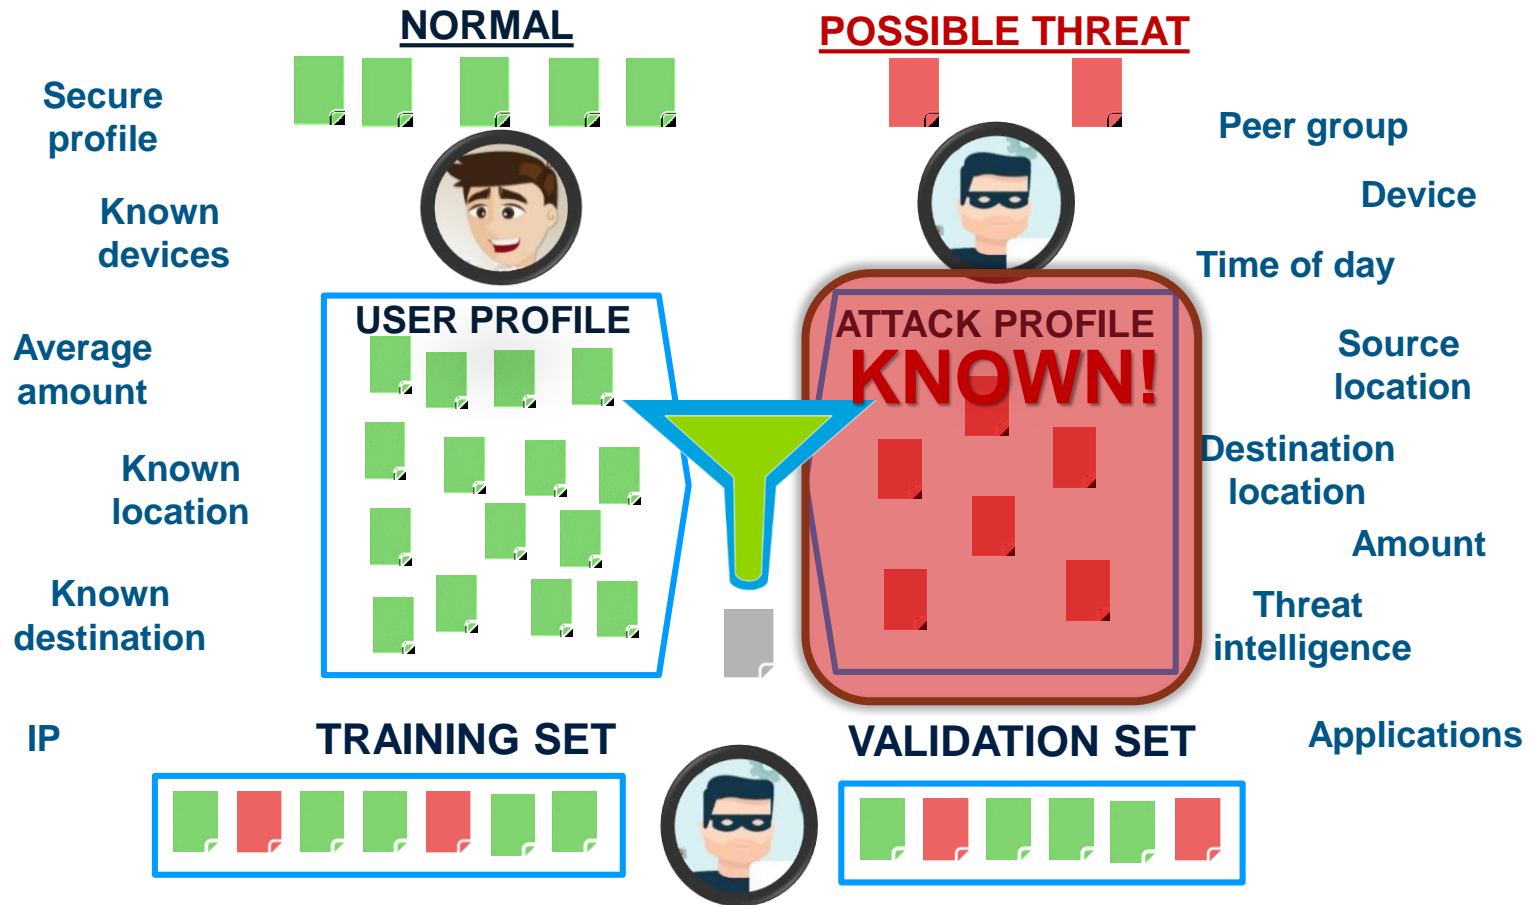 NORMAL
POSSIBLE THREAT
Secure
profile
Known
devices
Average
amount
Known
location
Known
destination
IP
USER PROFILE
ATTACK PROFILE
KNOWN!
Peer group
Device
Time of day
Source
location
Destination
location
Amount
Threat
intelligence
Applications
TRAINING SET
VALIDATION SET